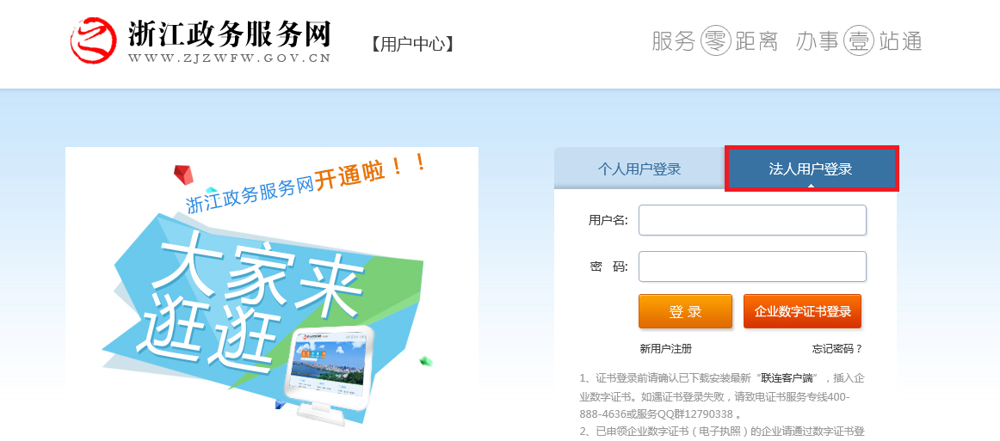 浙江政务服务网
WWW.ZJZWFW.GOV.CN
【用户中心】
服务零距离 办事壹站通
浙江政务服务网开通啦！！
大家来
逛逛
个人用户登录
法人用户登录
用户名:
密 码:
登 录
企业数字证书登录
新用户注册
忘记密码？
1、证书登录前请确认已下载安装最新“联连客户端”，插入企
业数字证书。如遇证书登录失败，请致电证书服务专线400-
888-4636或服务QQ群12790338 。
2、已申领企业数字证书（电子执照）的企业请通过数字证书登